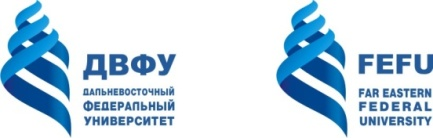 ДВФУ
ДАЛЬНЕВОСТОЧНЫЙ
ФЕДЕРАЛЬНЫЙ
УНИВЕРСИТЕТ
FEFU
FAR EASTERN
FEDERAL
UNIVERSITY